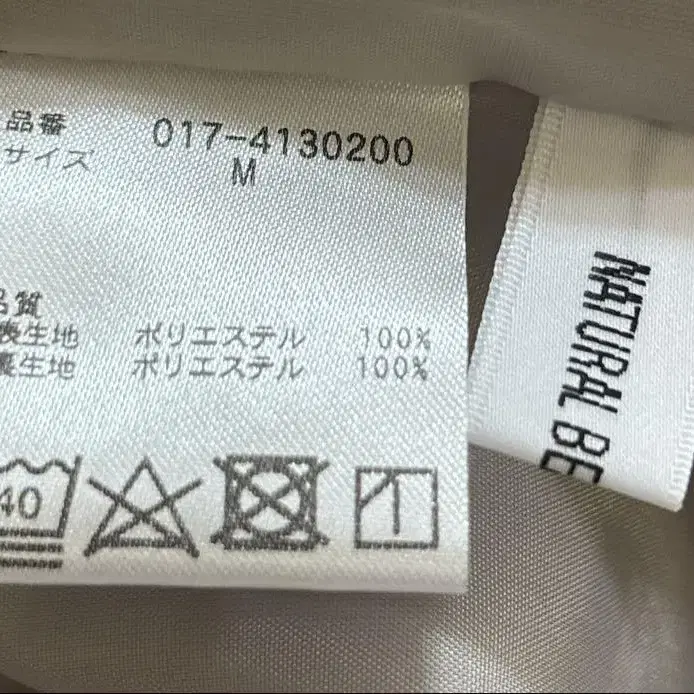 品番 017-4130200
サイズ M
品質
表生地 ポリエステル 100%
裏生地 ポリエステル 100%
40
NATURAL BE